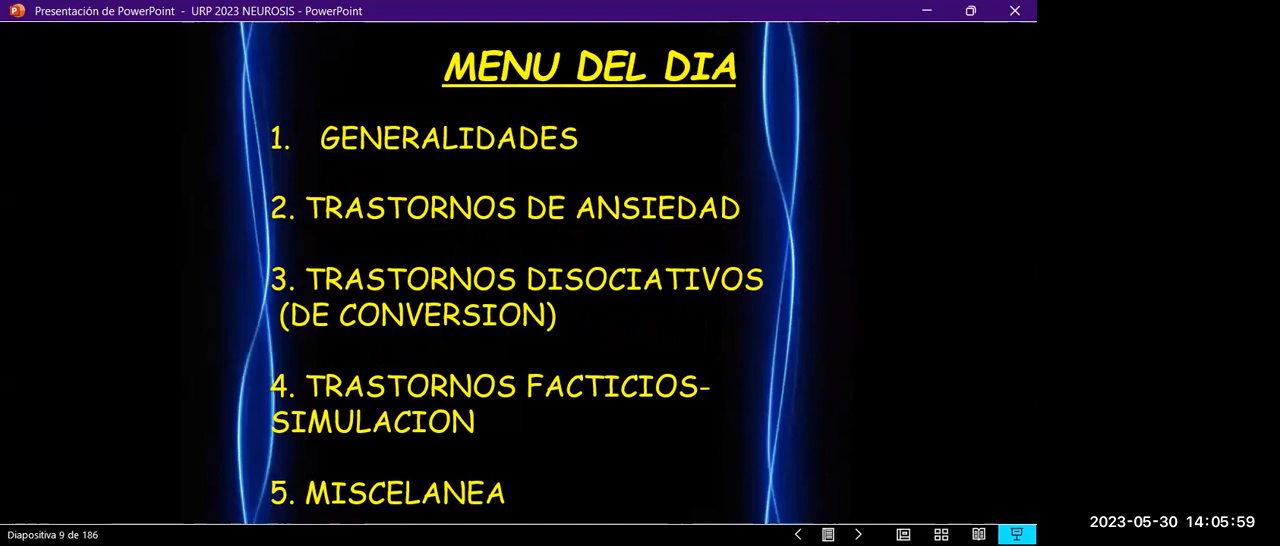 Presentación de PowerPoint - URP 2023 NEUROSIS - PowerPoint
MENU DEL DIA
1. GENERALIDADES
2. TRASTORNOS DE ANSIEDAD
3. TRASTORNOS DISOCIATIVOS
(DE CONVERSION)
4. TRASTORNOS FACTICIOS-
SIMULACION
5. MISCELANEA
Diapositiva 9 de 186
2023-05-30 14:05:59